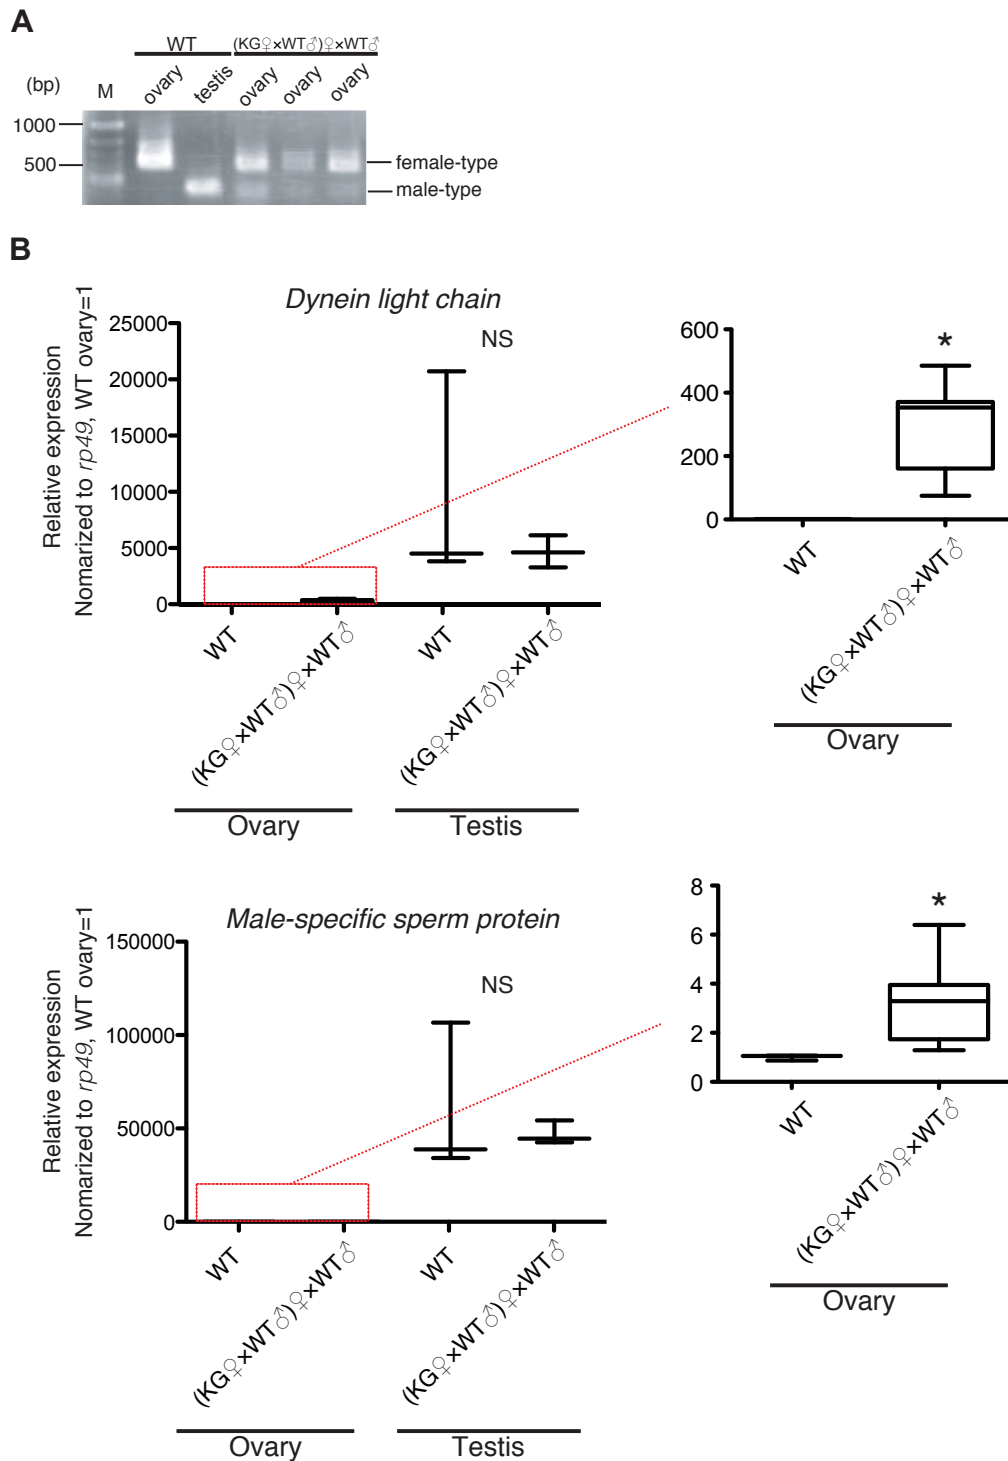 A
WT
(KG♀×WT♂)♀×WT♂
(bp)
M
ovary
testis
ovary
ovary
ovary
1000
500
female-type
male-type
B
Dynein light chain
Relative expression
Nomarized to rp49, WT ovary=1
25000
20000
15000
10000
5000
0
NS
WT
(KG♀×WT♂)♀×WT♂
WT
(KG♀×WT♂)♀×WT♂
Ovary
Testis
600
400
200
0
*
WT
(KG♀×WT♂)♀×WT♂
Ovary
Male-specific sperm protein
Relative expression
Nomarized to rp49, WT ovary=1
150000
100000
50000
0
NS
WT
(KG♀×WT♂)♀×WT♂
WT
(KG♀×WT♂)♀×WT♂
Ovary
Testis
8
6
4
2
0
*
WT
(KG♀×WT♂)♀×WT♂
Ovary